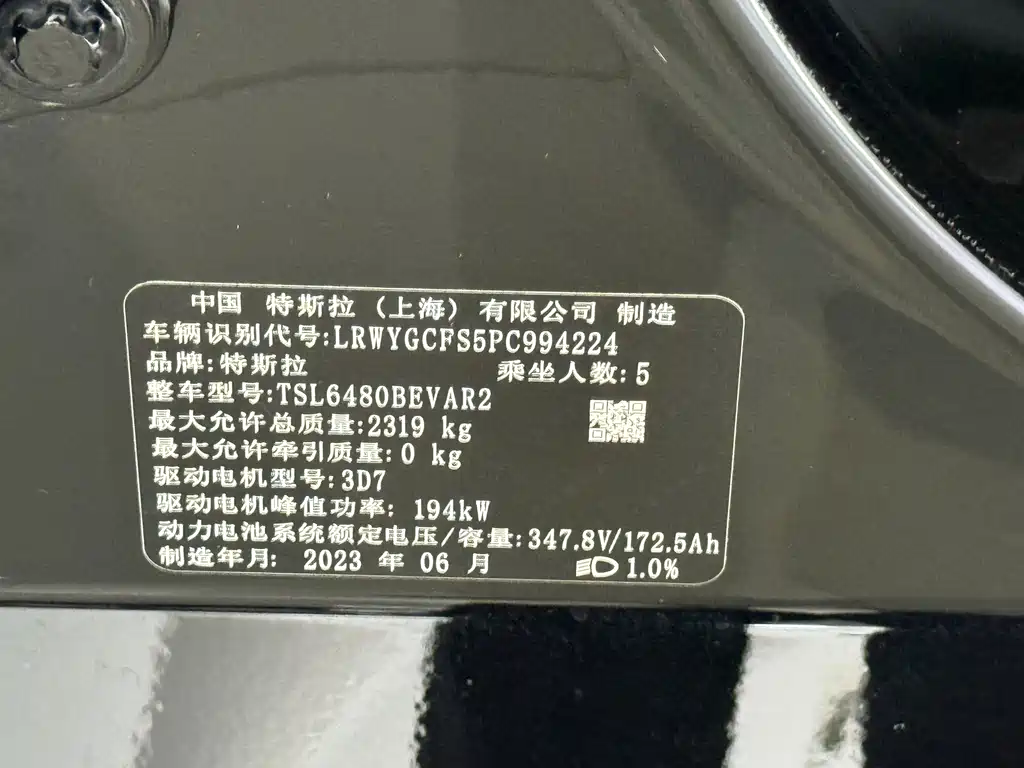 中国 特斯拉（上海）有限公司 制造
车辆识别代号:LRWYGCFS5PC994224
品牌:特斯拉 乘坐人数:5
整车型号:TSL6480BEVAR2
最大允许总质量:2319 kg
最大允许牵引质量:0 kg
驱动电机型号:3D7
驱动电机峰值功率: 194kW
动力电池系统额定电压/容量:347.8V/172.5Ah
制造年月: 2023 年 06 月 1.0%